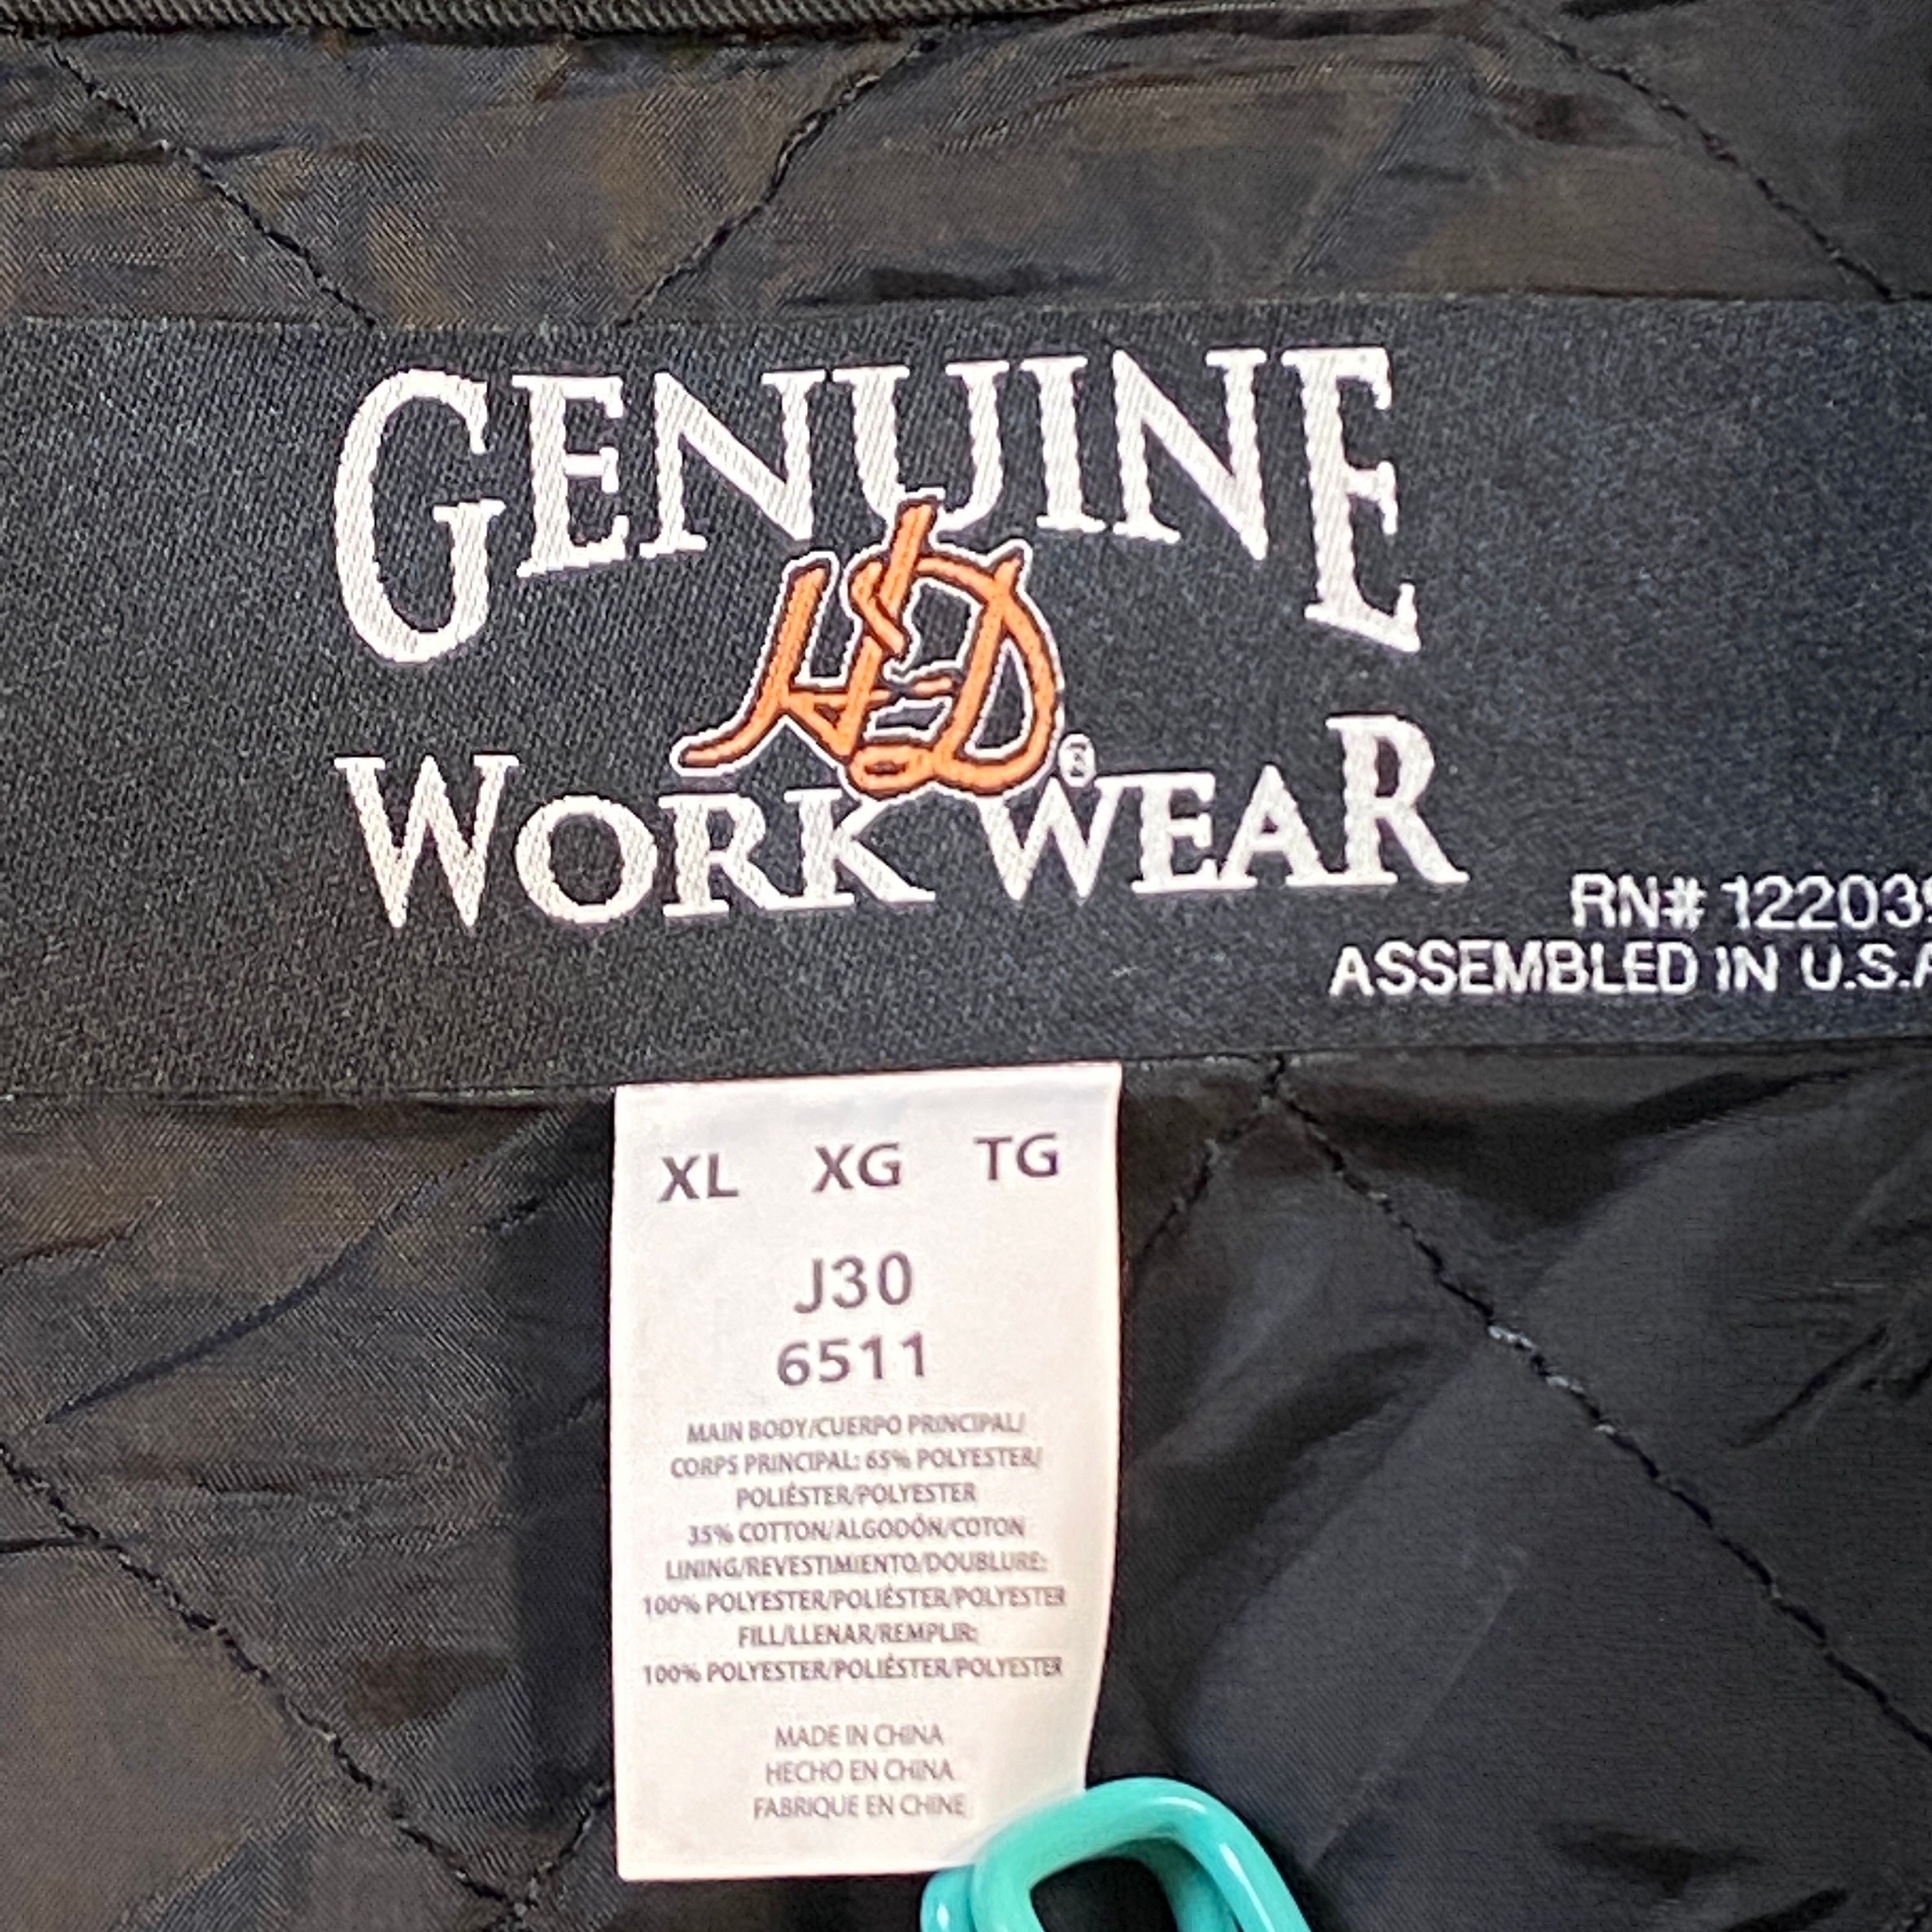 GENUINE
HD
®
WORK WEAR
RN# 122039
ASSEMBLED IN U.S.A
XL XG TG
J30
6511
MAIN BODY/CUERPO PRINCIPAL/
CORPS PRINCIPAL: 65% POLYESTER/
POLIÉSTER/POLYESTER
35% COTTON/ALGODÓN/COTON
LINING/REVESTIMIENTO/DOUBLURE:
100% POLYESTER/POLIÉSTER/POLYESTER
FILL/LLENAR/REMPLIR:
100% POLYESTER/POLIÉSTER/POLYESTER
MADE IN CHINA
HECHO EN CHINA
FABRIQUE EN CHINE